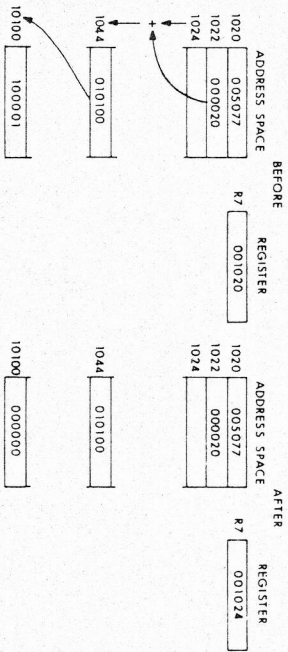 BEFORE AFTER
ADDRESS SPACE REGISTER ADDRESS SPACE REGISTER
1020 005077 R7 001020 1020 005077 R7 001024
1022 000020 1022 000020
1024 1024
+
1044 010100 1044 010100
10100 100001 10100 000000